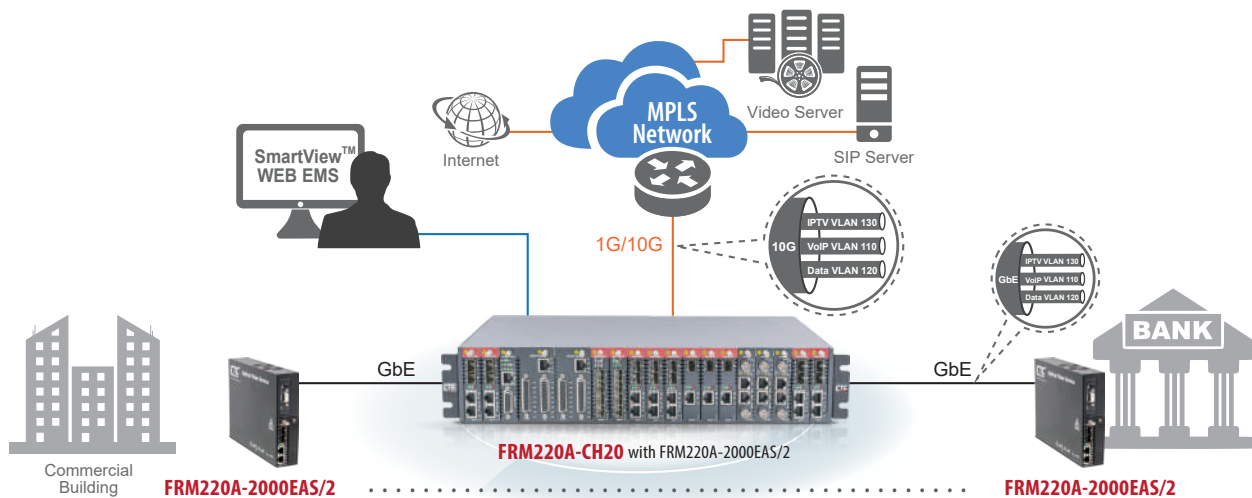 MPLS
Network
Video Server
SIP Server
Internet
SmartView™
WEB EMS
1G/10G
10G
IPTV VLAN 130
VoIP VLAN 110
Data VLAN 120
GbE
IPTV VLAN 130
VoIP VLAN 110
Data VLAN 120
BANK
GbE
GbE
CTC
CTC
FRM220A-CH20 with FRM220A-2000EAS/2
Commercial
Building
FRM220A-2000EAS/2
FRM220A-2000EAS/2